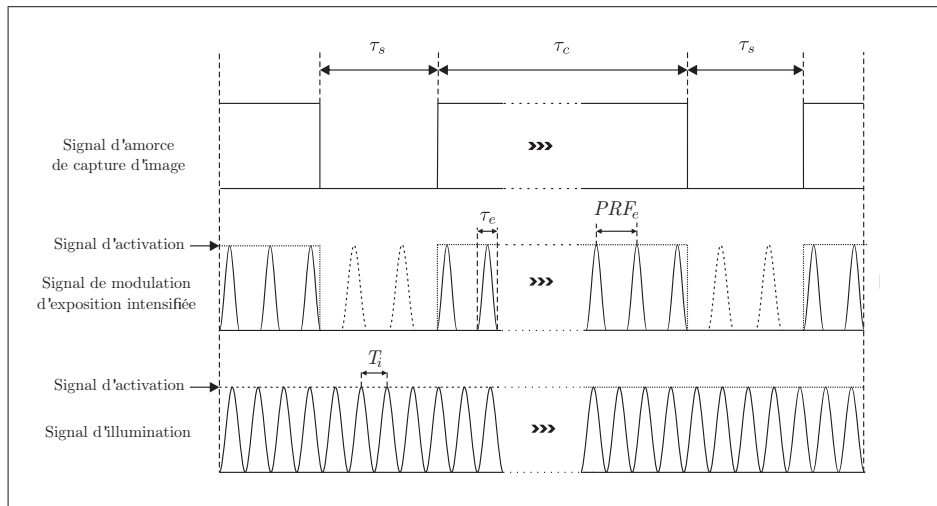 τs
τc
τs
Signal d'amorce
de capture d'image
>>>
τe
PRFe
Signal d'activation
Signal de modulation
d'exposition intensifiée
>>>
Ti
Signal d'activation
Signal d'illumination
>>>